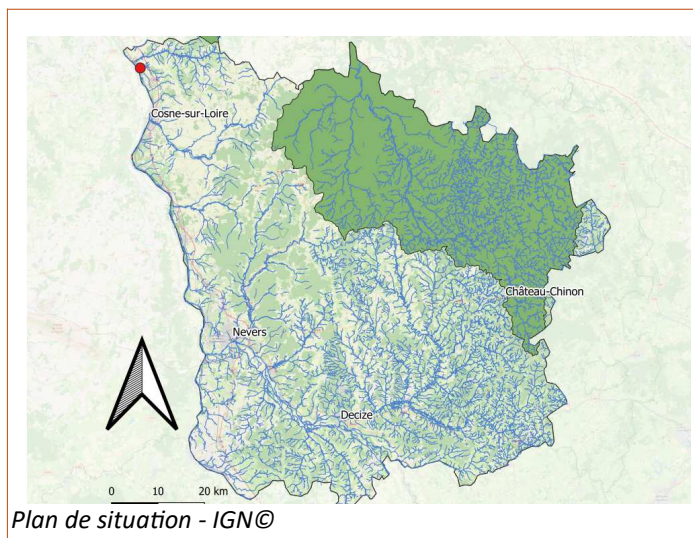 Cosne-sur-Loire
Château-Chinon
Nevers
Decize
0 10 20 km
Plan de situation - IGN©